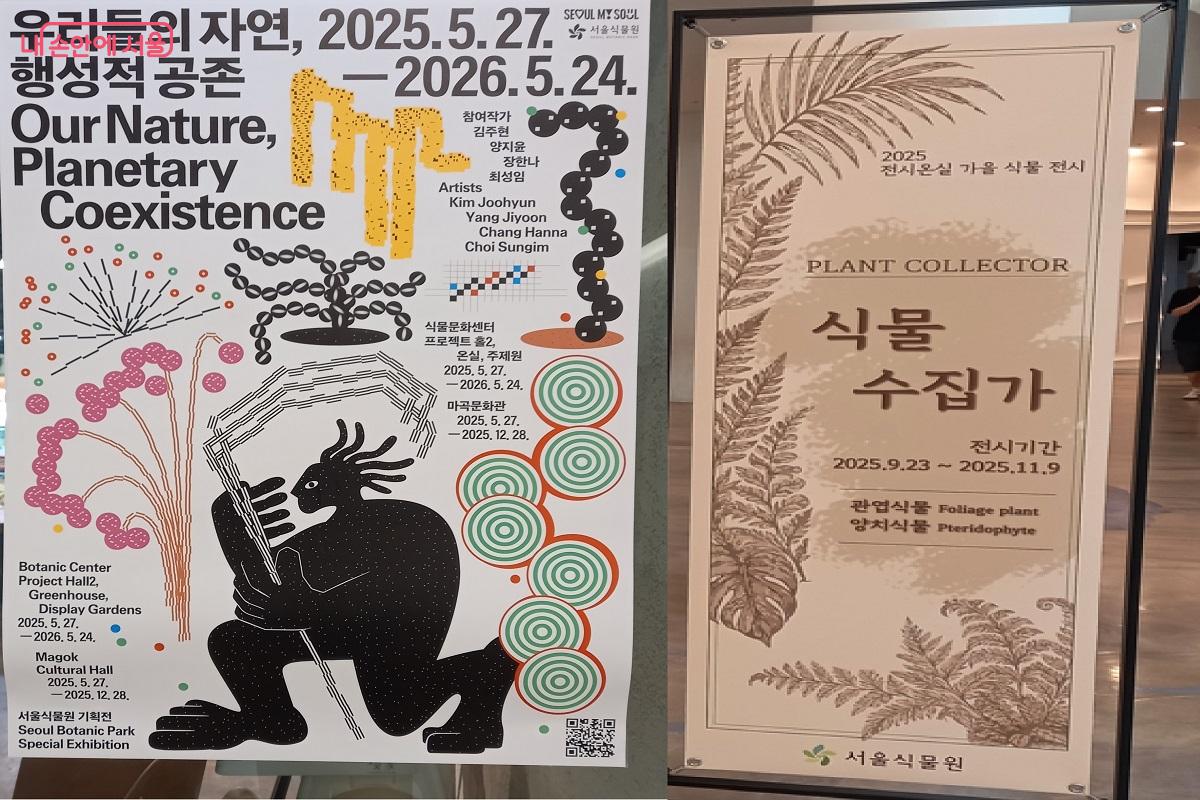 내 손안에 서울
우리들의 자연, 2025. 5. 27.
행성적 공존 — 2026. 5. 24.
Our Nature,
Planetary
Coexistence
SEOUL MY SOUL
서울식물원
SEOUL BOTANIC PARK
참여작가
김주현
양지윤
장한나
최성임
Artists
Kim Joohyun
Yang Jiyoon
Chang Hanna
Choi Sungim
식물문화센터
프로젝트 홀2,
온실, 주제원
2025. 5. 27.
— 2026. 5. 24.
마곡문화관
2025. 5. 27.
— 2025. 12. 28.
Botanic Center
Project Hall2,
Greenhouse,
Display Gardens
2025. 5. 27.
— 2026. 5. 24.
Magok
Cultural Hall
2025. 5. 27.
— 2025. 12. 28.
서울식물원 기획전
Seoul Botanic Park
Special Exhibition
2025
전시온실 가을 식물 전시
PLANT COLLECTOR
식물
수집가
전시기간
2025.9.23 ~ 2025.11.9
관엽식물 Foliage plant
양치식물 Pteridophyte
서울식물원